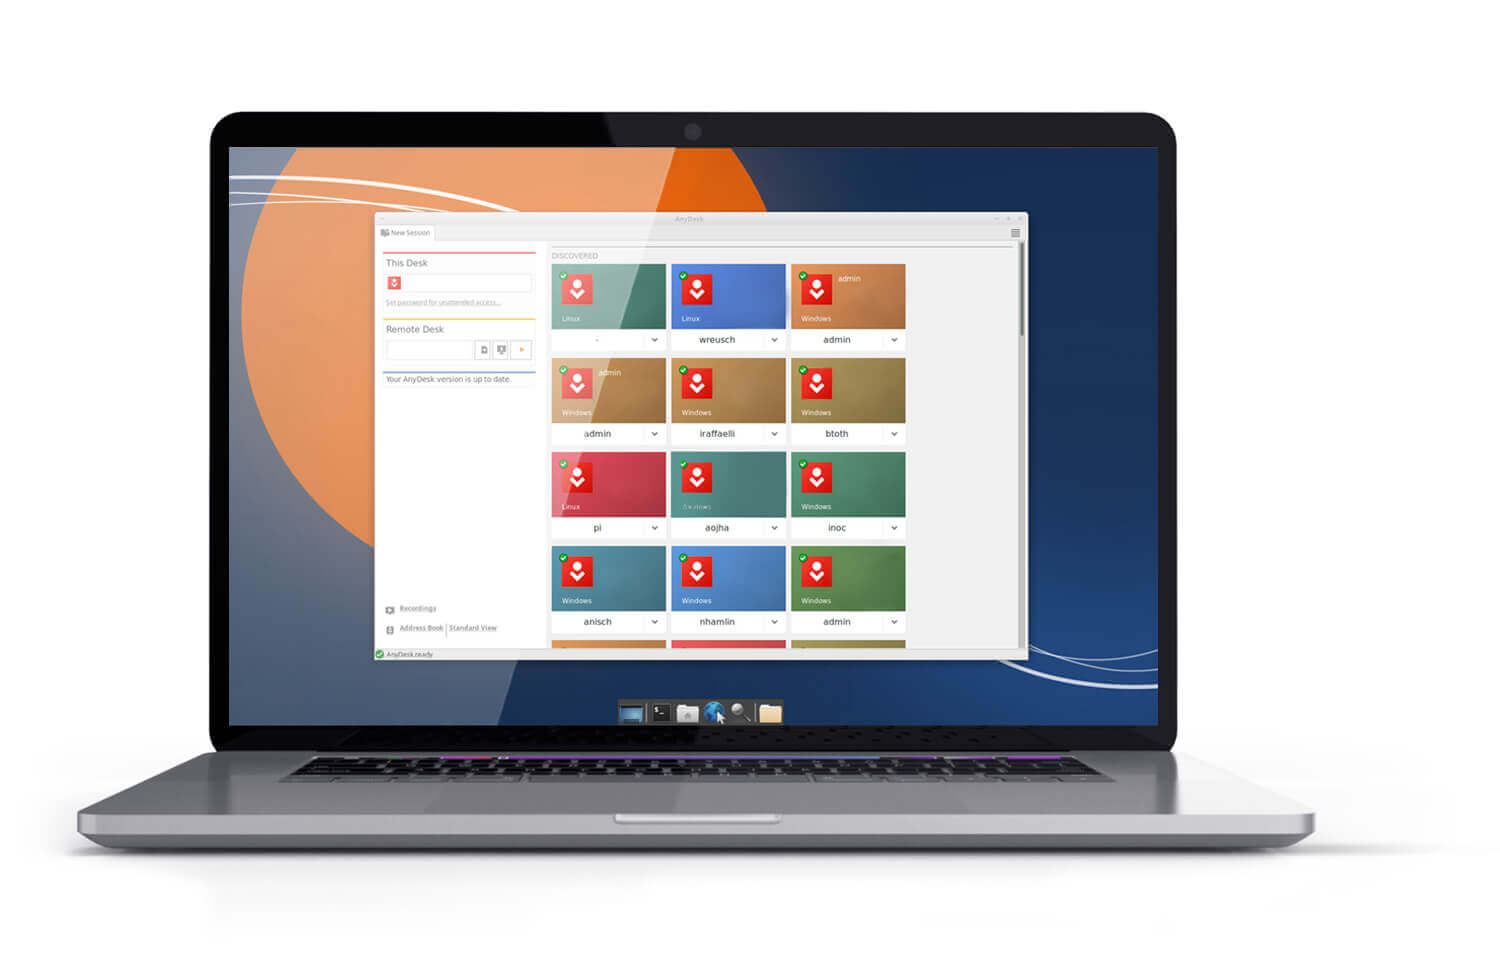 AnyDesk
New Session
This Desk
Set password for unattended access...
Remote Desk
Your AnyDesk version is up to date.
Recordings
Address Book | Standard View
AnyDesk ready
DISCOVERED
Linux
Linux
admin
Windows
-
wreusch
admin
admin
Windows
Windows
Windows
admin
iraffaelli
btoth
Linux
Windows
Windows
pi
aojha
inoc
Windows
Windows
Windows
anisch
nhamlin
admin